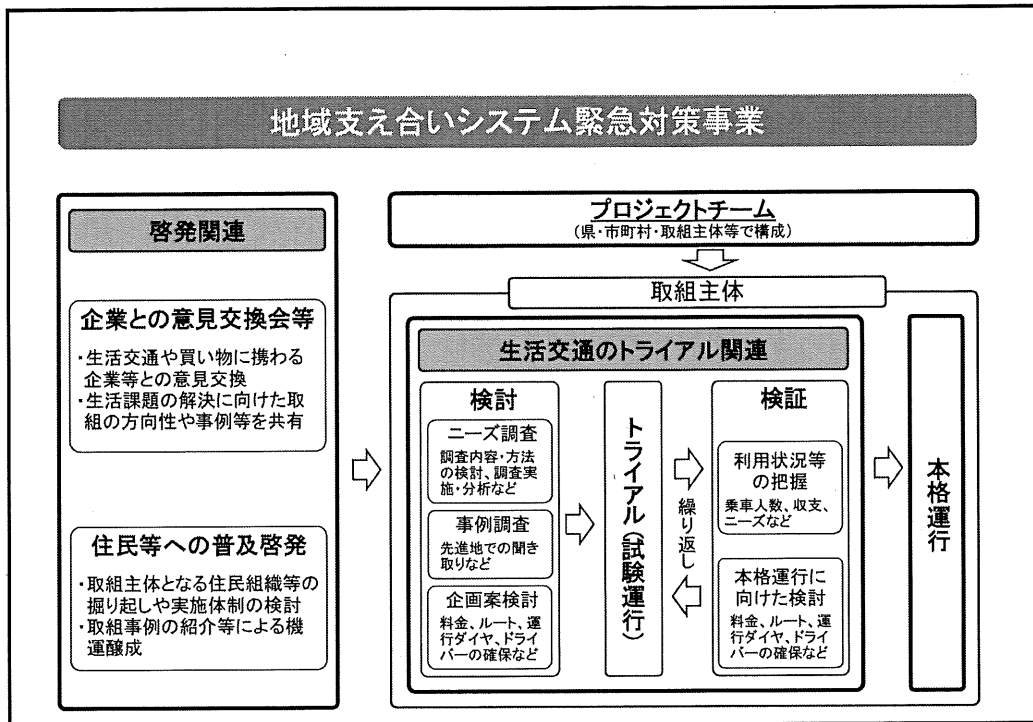 地域支え合いシステム緊急対策事業
啓発関連
企業との意見交換会等
・生活交通や買い物に携わる
企業等との意見交換
・生活課題の解決に向けた取
組の方向性や事例等を共有
住民等への普及啓発
・取組主体となる住民組織等の
掘り起しや実施体制の検討
・取組事例の紹介等による機
運醸成
プロジェクトチーム
(県・市町村・取組主体等で構成)
取組主体
生活交通のトライアル関連
検討
ニーズ調査
調査内容・方法
の検討、調査実
施・分析など
事例調査
先進地での聞き
取りなど
企画案検討
料金、ルート、運
行ダイヤ、ドライ
バーの確保など
トライアル(試験運行)
繰り返し
検証
利用状況等
の把握
乗車人数、収支、
ニーズなど
本格運行に
向けた検討
料金、ルート、運
行ダイヤ、ドライ
バーの確保など
本格運行